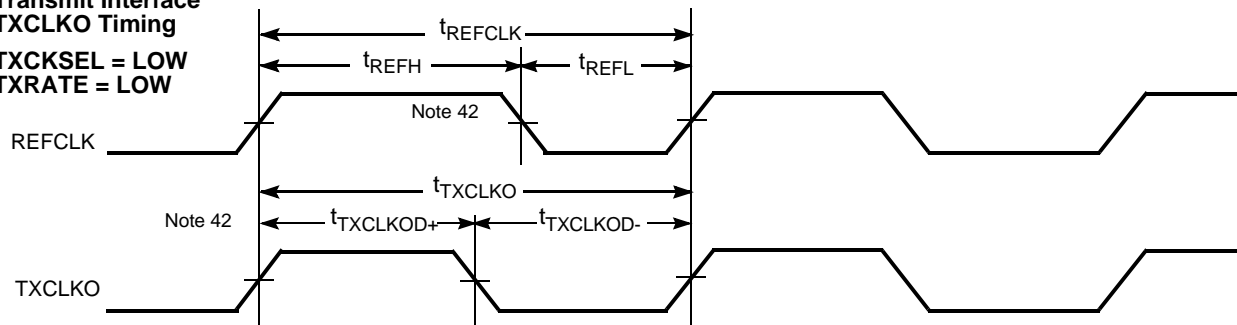 Transmit Interface
TXCLKO Timing
TXCKSEL = LOW
TXRATE = LOW
tREFCLK
tREFH
tREFL
Note 42
REFCLK
tTXCLKO
Note 42
tTXCLKOD+
tTXCLKOD-
TXCLKO